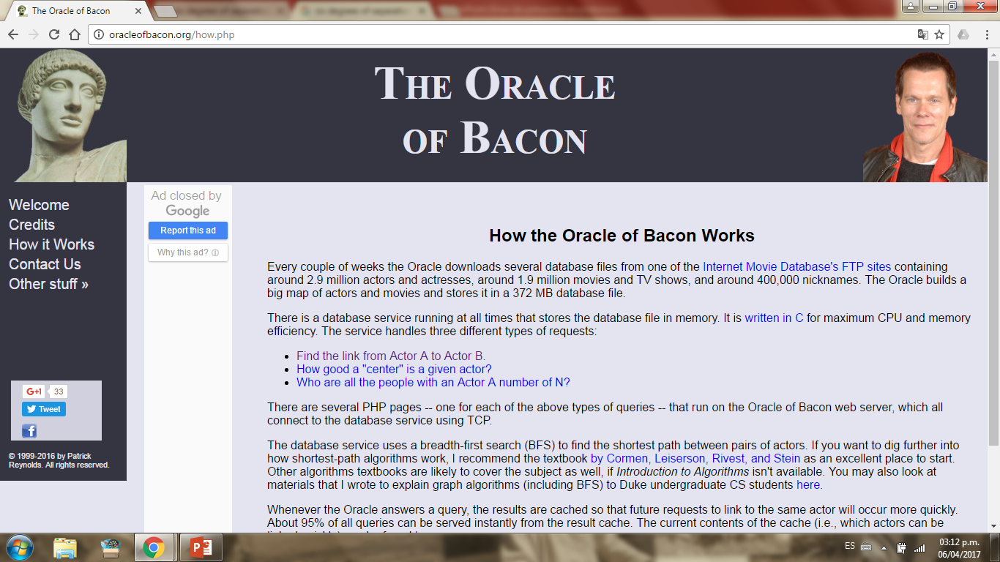 The Oracle of Bacon
oracleofbacon.org/how.php
THE ORACLE
OF BACON
Welcome
Credits
How it Works
Contact Us
Other stuff »
G+1 33
Tweet
© 1999-2016 by Patrick
Reynolds. All rights reserved.
Ad closed by
Google
Report this ad
Why this ad?
How the Oracle of Bacon Works
Every couple of weeks the Oracle downloads several database files from one of the Internet Movie Database's FTP sites containing
around 2.9 million actors and actresses, around 1.9 million movies and TV shows, and around 400,000 nicknames. The Oracle builds a
big map of actors and movies and stores it in a 372 MB database file.
There is a database service running at all times that stores the database file in memory. It is written in C for maximum CPU and memory
efficiency. The service handles three different types of requests:
• Find the link from Actor A to Actor B.
• How good a "center" is a given actor?
• Who are all the people with an Actor A number of N?
There are several PHP pages -- one for each of the above types of queries -- that run on the Oracle of Bacon web server, which all
connect to the database service using TCP.
The database service uses a breadth-first search (BFS) to find the shortest path between pairs of actors. If you want to dig further into
how shortest-path algorithms work, I recommend the textbook by Cormen, Leiserson, Rivest, and Stein as an excellent place to start.
Other algorithms textbooks are likely to cover the subject as well, if Introduction to Algorithms isn't available. You may also look at
materials that I wrote to explain graph algorithms (including BFS) to Duke undergraduate CS students here.
Whenever the Oracle answers a query, the results are cached so that future requests to link to the same actor will occur more quickly.
About 95% of all queries can be served instantly from the result cache. The current contents of the cache (i.e., which actors can be
ES
03:12 p.m.
06/04/2017